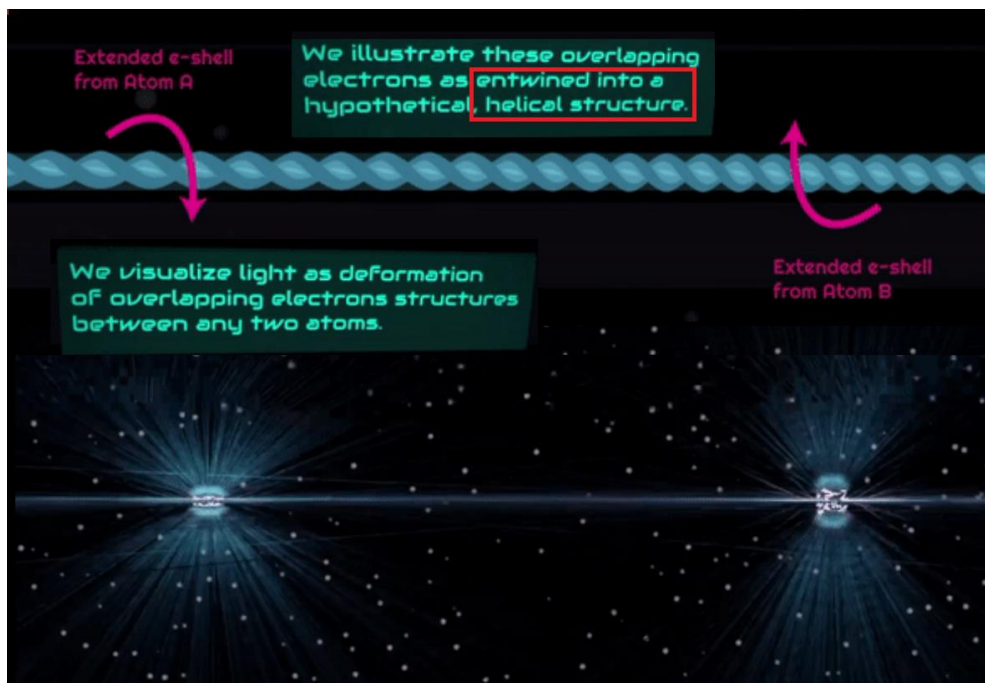 Extended e-shell
from Atom A
We illustrate these overlapping
electrons as entwined into a
hypothetical, helical structure.
We visualize light as deformation
of overlapping electrons structures
between any two atoms.
Extended e-shell
from Atom B